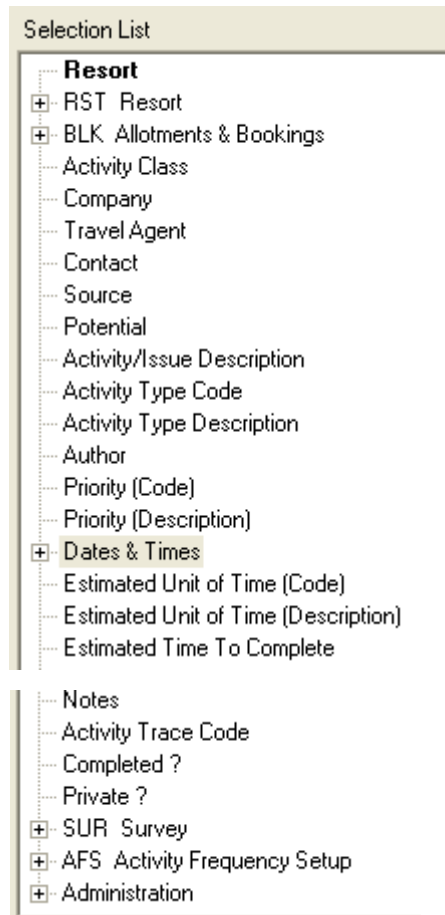 Selection List
Resort
RST Resort
BLK Allotments & Bookings
Activity Class
Company
Travel Agent
Contact
Source
Potential
Activity/Issue Description
Activity Type Code
Activity Type Description
Author
Priority (Code)
Priority (Description)
Dates & Times
Estimated Unit of Time (Code)
Estimated Unit of Time (Description)
Estimated Time To Complete
Notes
Activity Trace Code
Completed ?
Private ?
SUR Survey
AFS Activity Frequency Setup
Administration